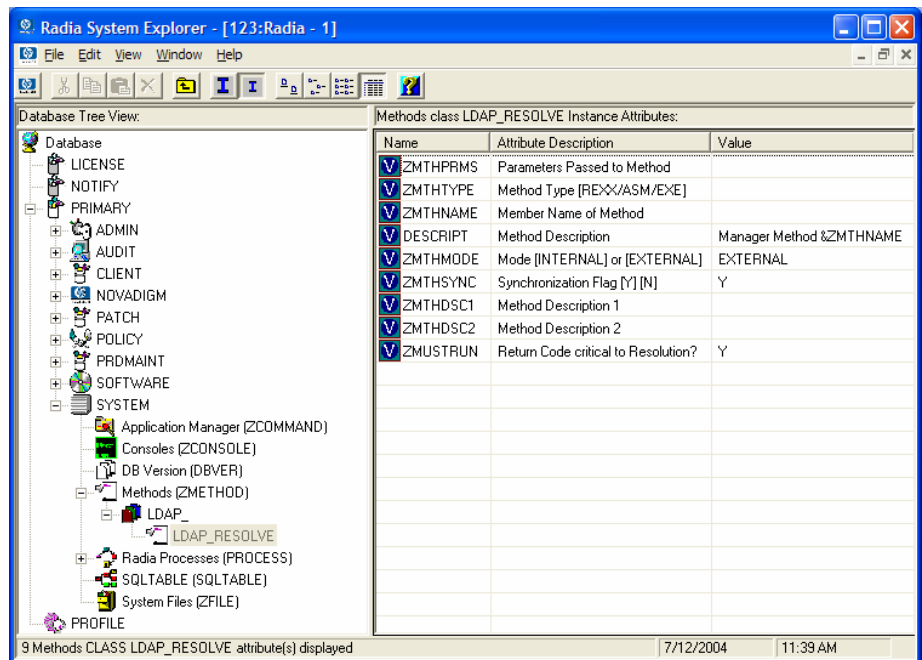 Radia System Explorer - [123:Radia - 1]
File Edit View Window Help
Database Tree View:
Methods class LDAP_RESOLVE Instance Attributes:
Database
LICENSE
NOTIFY
PRIMARY
ADMIN
AUDIT
CLIENT
NOVADIGM
PATCH
POLICY
PRDMAINT
SOFTWARE
SYSTEM
Application Manager (ZCOMMAND)
Consoles (ZCONSOLE)
DB Version (DBVER)
Methods (ZMETHOD)
LDAP_
LDAP_RESOLVE
Radia Processes (PROCESS)
SQLTABLE (SQLTABLE)
System Files (ZFILE)
PROFILE
Name Attribute Description Value
V ZMTHPRMS Parameters Passed to Method
V ZMTHTYPE Method Type [REXX/ASM/EXE]
V ZMTHNAME Member Name of Method
V DESCRIPT Method Description Manager Method &ZMTHNAME
V ZMTHMODE Mode [INTERNAL] or [EXTERNAL] EXTERNAL
V ZMTHSYNC Synchronization Flag [Y] [N] Y
V ZMTHDSC1 Method Description 1
V ZMTHDSC2 Method Description 2
V ZMUSTRUN Return Code critical to Resolution? Y
9 Methods CLASS LDAP_RESOLVE attribute(s) displayed 7/12/2004 11:39 AM